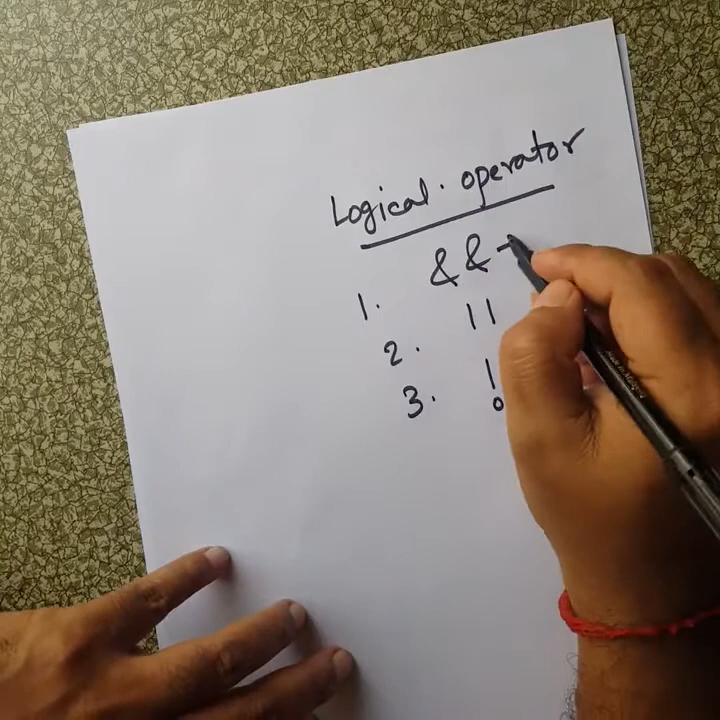 Logical. operator
1. &&-
2. ||
3. !